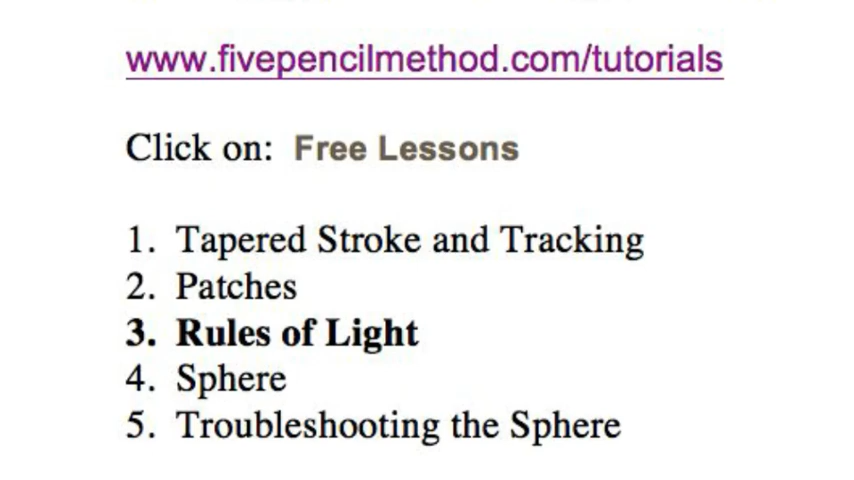 www.fivepencilmethod.com/tutorials
Click on: Free Lessons
1. Tapered Stroke and Tracking
2. Patches
3. Rules of Light
4. Sphere
5. Troubleshooting the Sphere